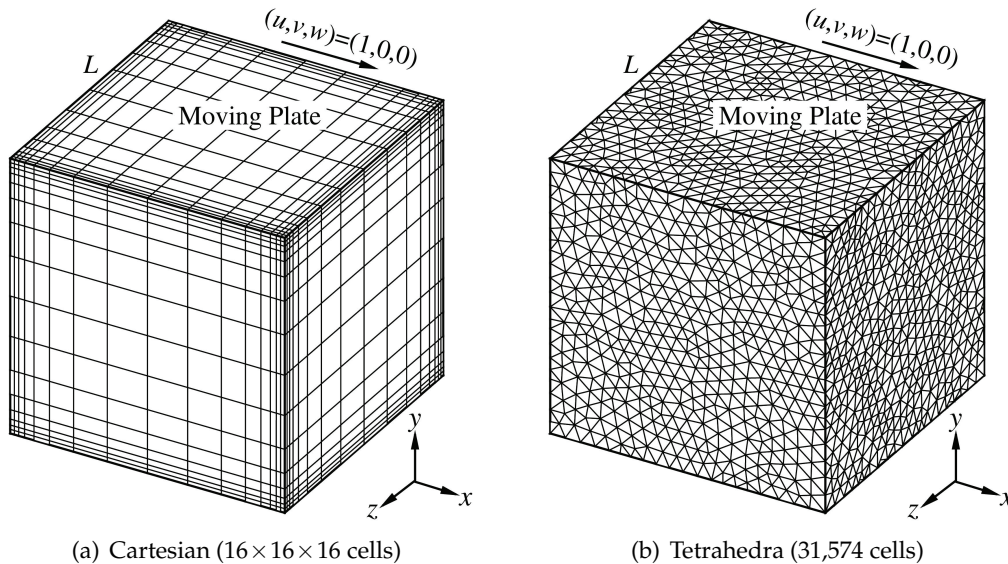 (u,v,w)=(1,0,0)
L
Moving Plate
y
x
z
(a) Cartesian (16×16×16 cells)
(u,v,w)=(1,0,0)
L
Moving Plate
y
x
z
(b) Tetrahedra (31,574 cells)